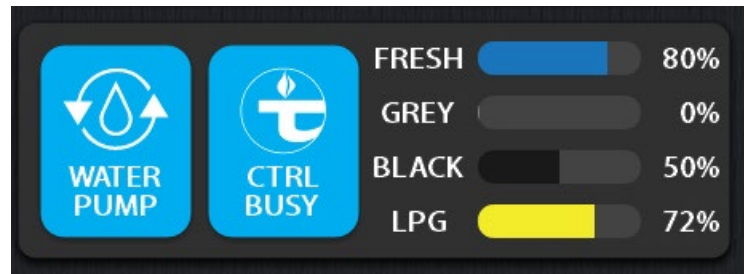 WATER
PUMP
CTRL
BUSY
FRESH 80%
GREY 0%
BLACK 50%
LPG 72%